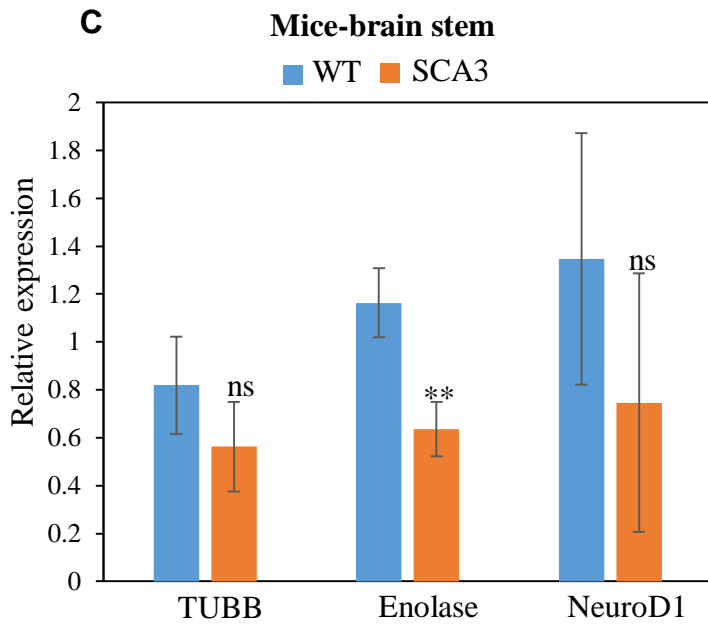 C
Mice-brain stem
WT SCA3
Relative expression
2
1.8
1.6
1.4
1.2
1
0.8
0.6
0.4
0.2
0
ns
**
ns
TUBB Enolase NeuroD1